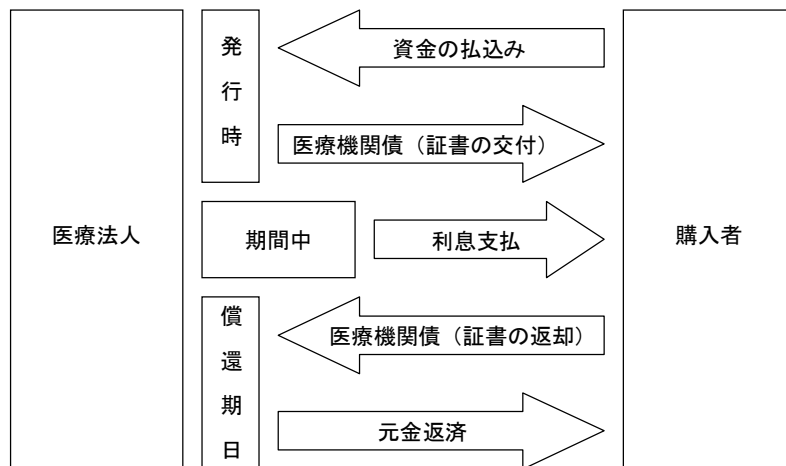 医療法人
発行時
資金の払込み
医療機関債（証書の交付）
期間中
利息支払
償還期日
医療機関債（証書の返却）
元金返済
購入者